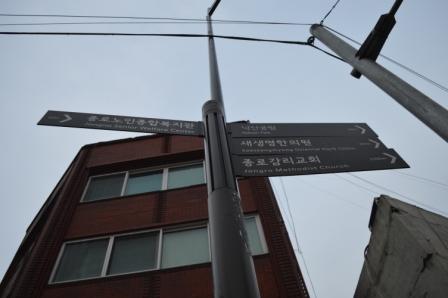 종로노인종합복지관
Jongno Senior Welfare Center
낙산공원
Naksan Park
새생명한의원
종로감리교회
Jongro Methodist Church